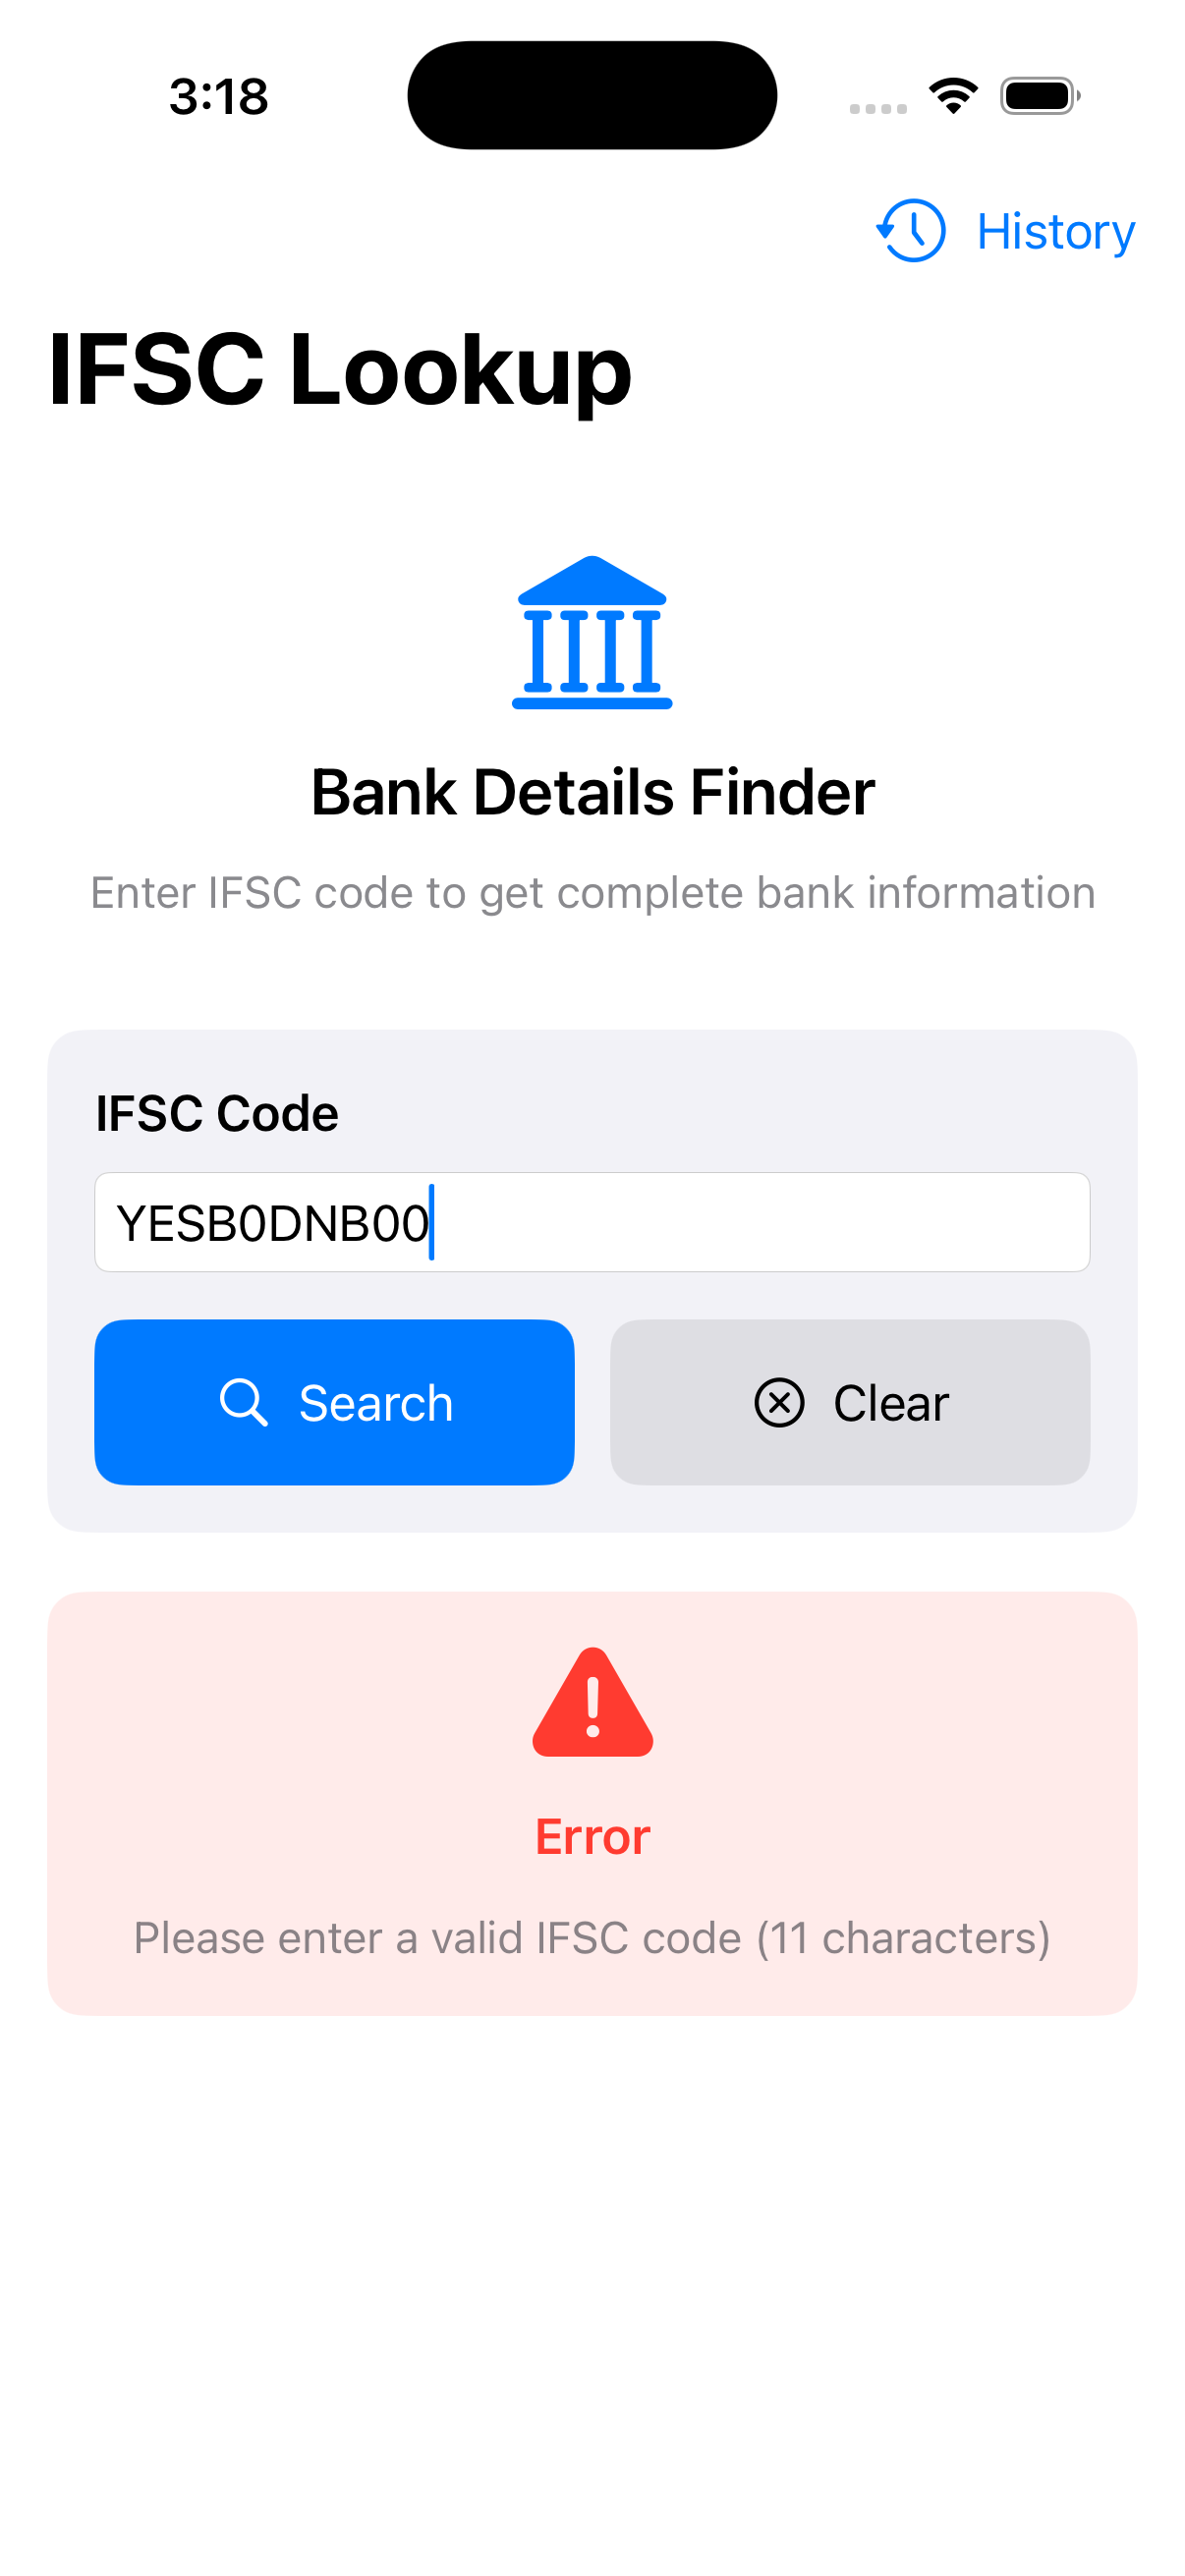 3:18
History
IFSC Lookup
Bank Details Finder
Enter IFSC code to get complete bank information
IFSC Code
YESB0DNB00
Search
Clear
Error
Please enter a valid IFSC code (11 characters)